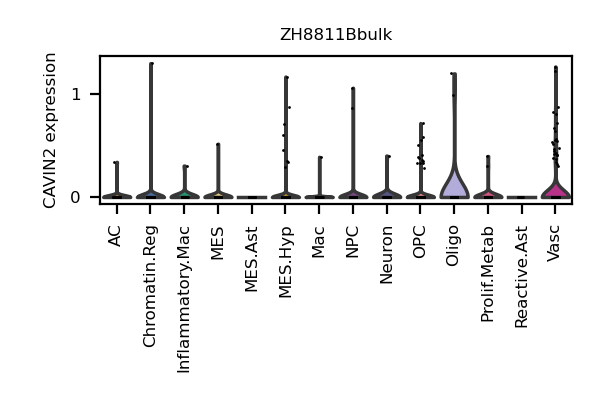 ZH8811Bbulk
CAVIN2 expression
1
0
AC
Chromatin.Reg
Inflammatory.Mac
MES
MES.Ast
MES.Hyp
Mac
NPC
Neuron
OPC
Oligo
Prolif.Metab
Reactive.Ast
Vasc